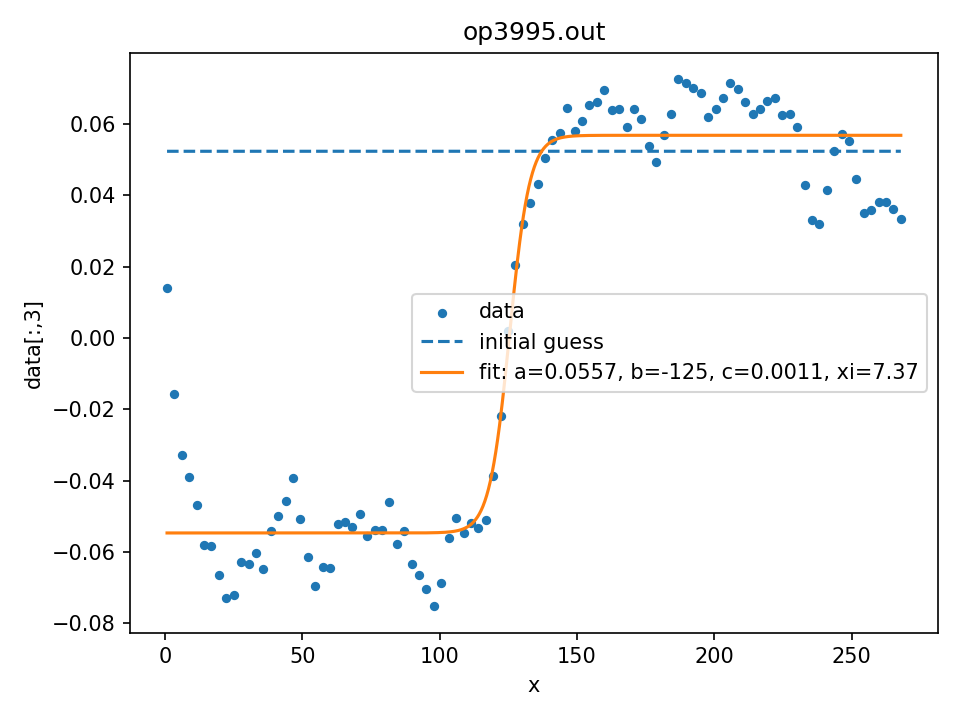 op3995.out
data[:,3]
0.06
0.04
0.02
0.00
−0.02
−0.04
−0.06
−0.08
data
initial guess
fit: a=0.0557, b=-125, c=0.0011, xi=7.37
0 50 100 150 200 250
x